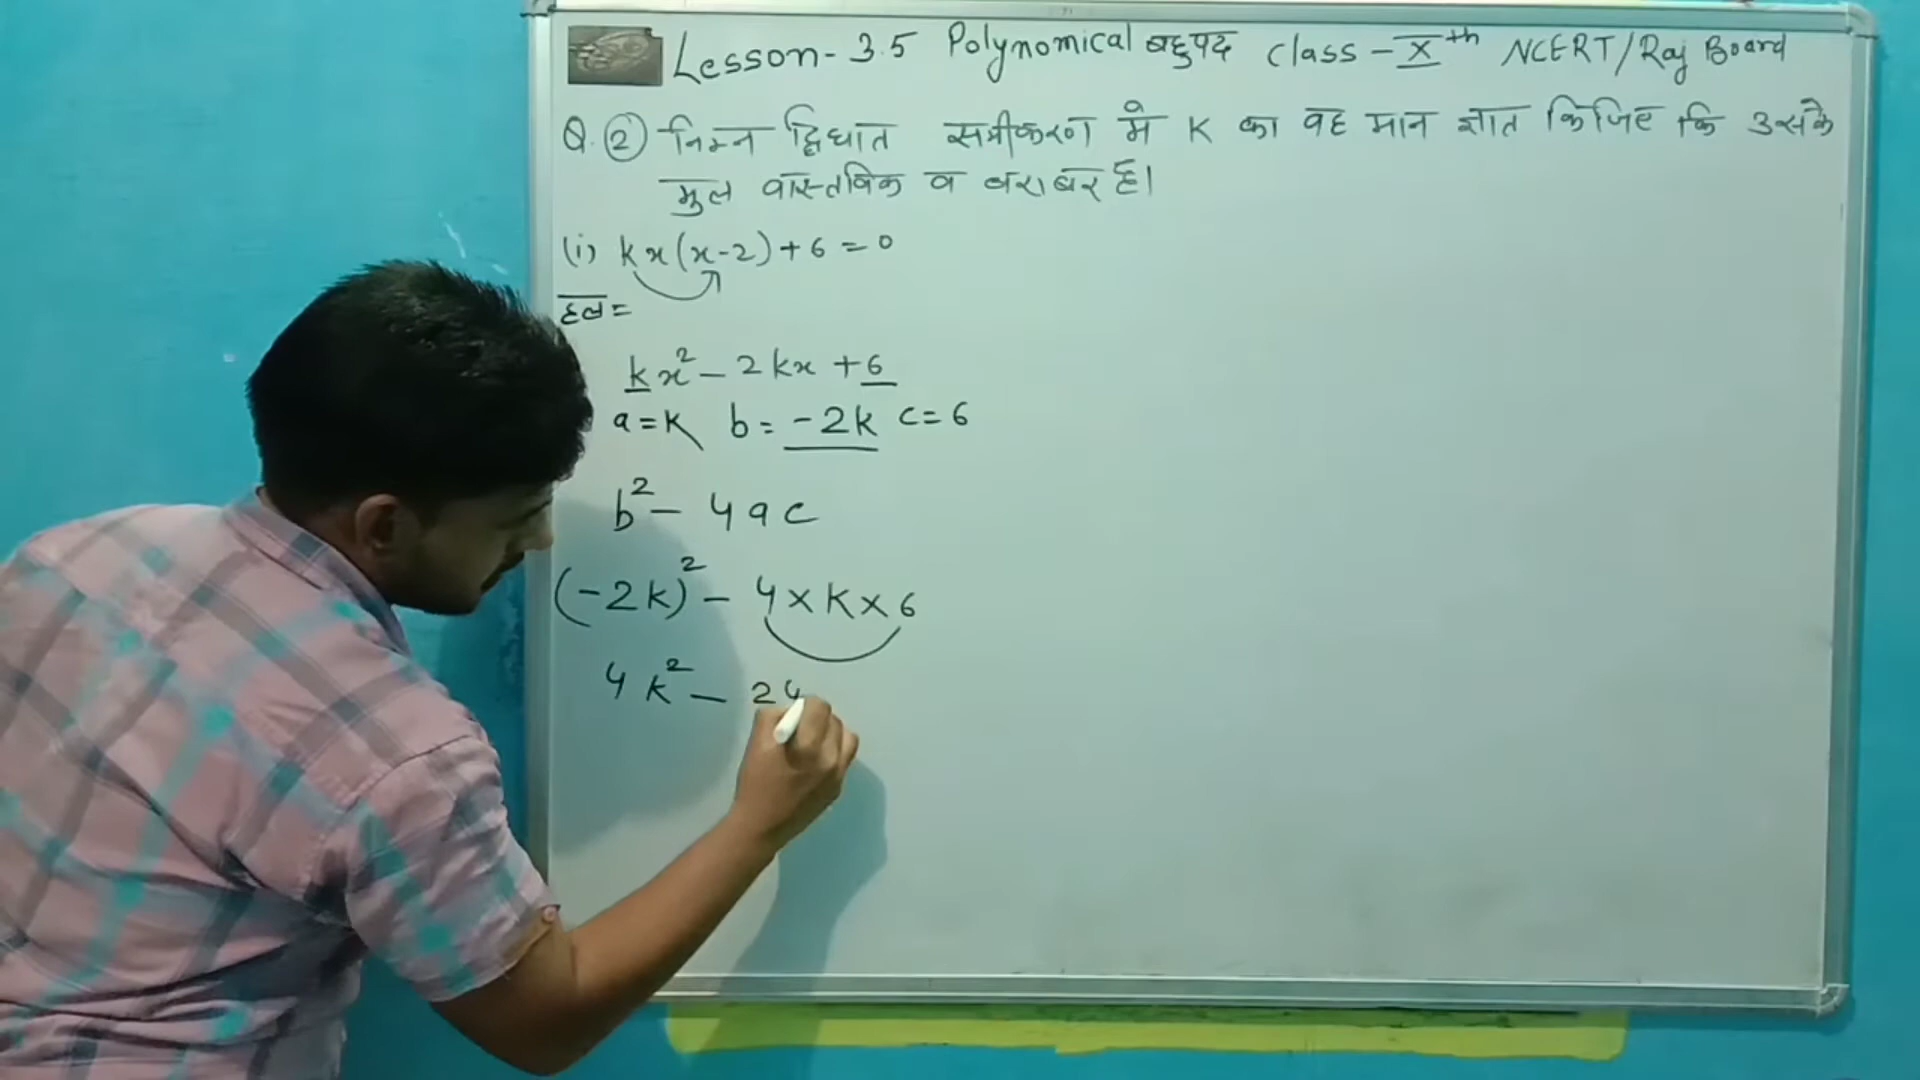 Lesson-3.5 Polynomical बहुपद Class-Xth NCERT/Raj Board
Q.② निम्न द्विघात समीकरण मे K का वह मान ज्ञात किजिए कि उसके
मुल वास्तविक व बराबर है।
(i) kx(x-2)+6=0
हल=
kx²-2kx+6
a=K b=-2k c=6
b²-4ac
(-2k)²-4×k×6
4k²-24